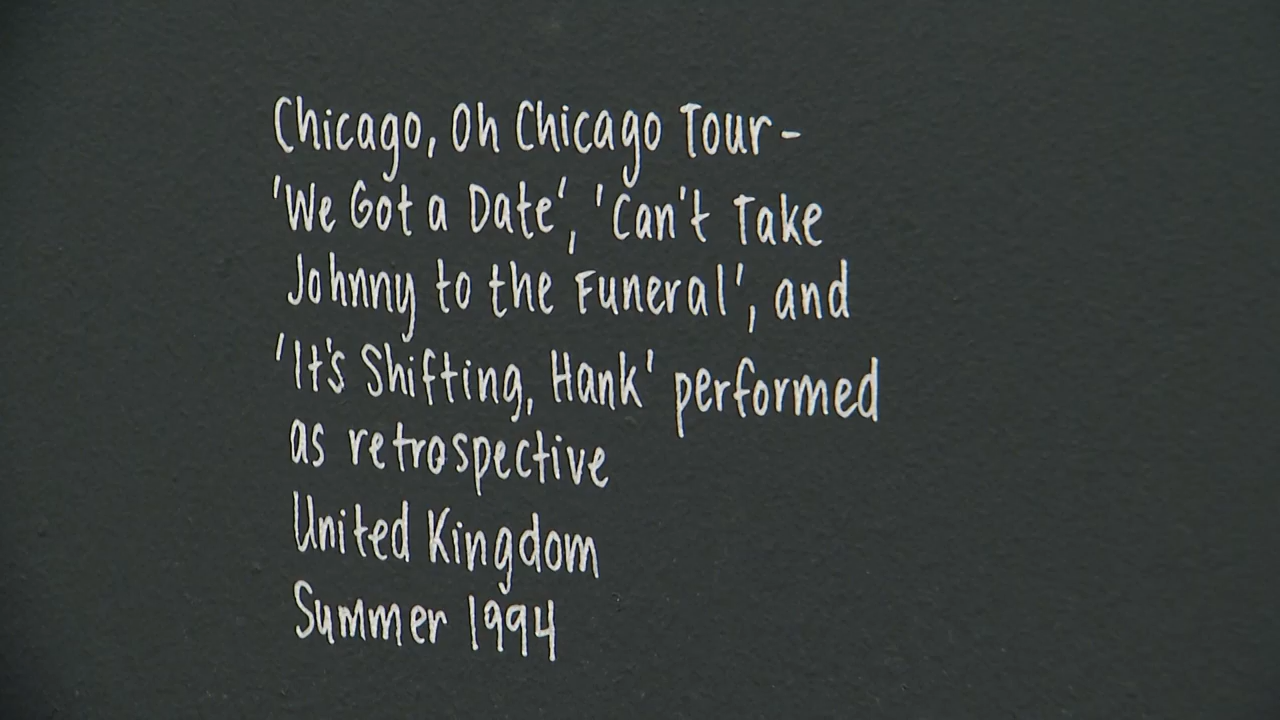 Chicago, Oh Chicago Tour -
'We Got a Date', 'Can't Take
Johnny to the Funeral', and
'It's Shifting, Hank' performed
as retrospective
United Kingdom
Summer 1994